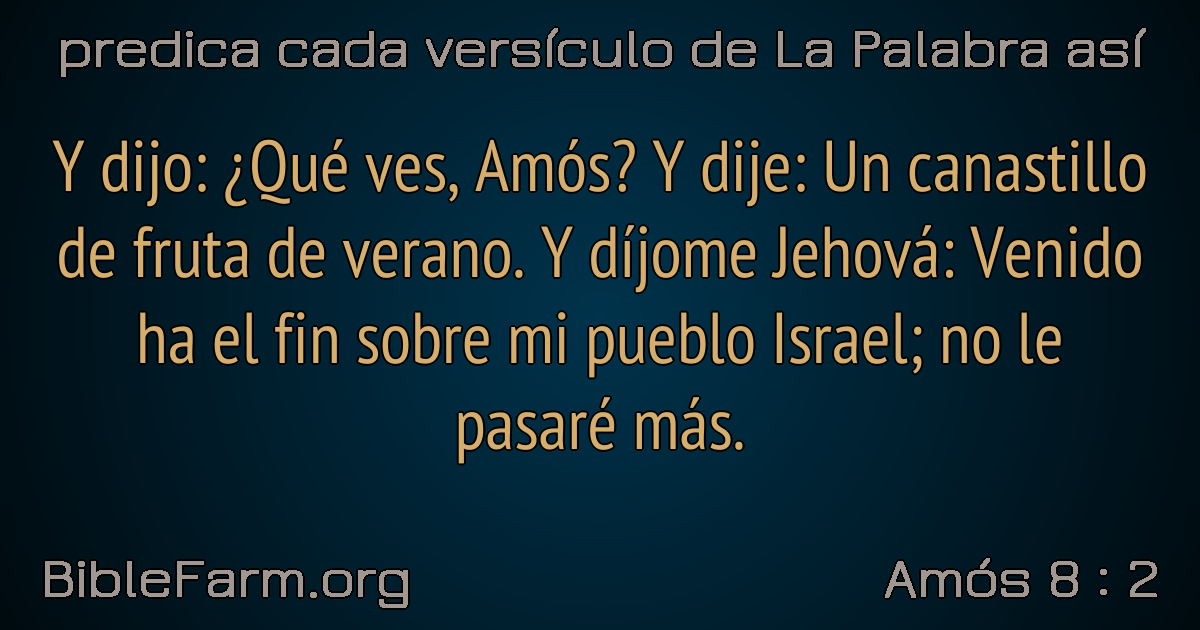 predica cada versículo de La Palabra así
Y dijo: ¿Qué ves, Amós? Y dije: Un canastillo
de fruta de verano. Y díjome Jehová: Venido
ha el fin sobre mi pueblo Israel; no le
pasaré más.
BibleFarm.org
Amós 8 : 2